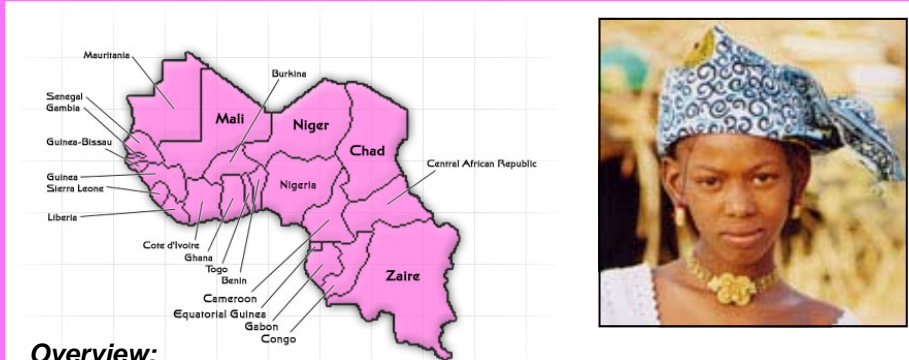 Mauritania
Burkina
Senegal
Gambia
Mali
Niger
Guinea-Bissau
Chad
Central African Republic
Guinea
Sierra Leone
Nigeria
Liberia
Cote d'Ivoire
Ghana
Togo
Benin
Zaire
Cameroon
Equatorial Guinea
Gabon
Congo
Overview: